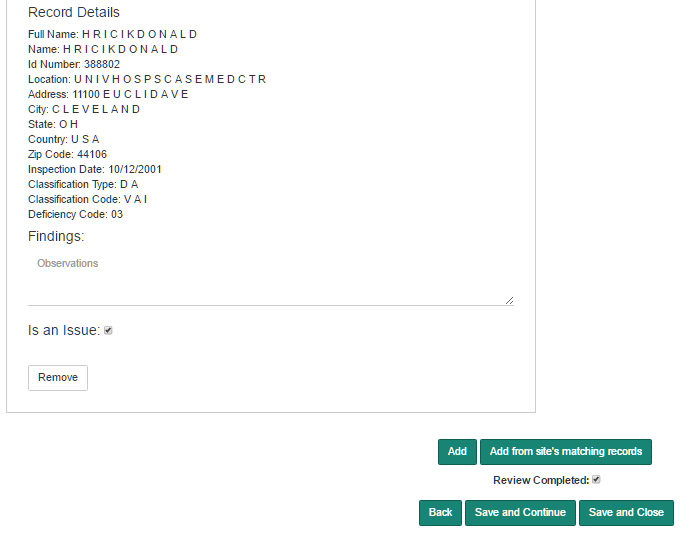 Record Details
Full Name: H R I C I K D O N A L D
Name: H R I C I K D O N A L D
Id Number: 388802
Location: U N I V H O S P S C A S E M E D C T R
Address: 11100 E U C L I D A V E
City: C L E V E L A N D
State: O H
Country: U S A
Zip Code: 44106
Inspection Date: 10/12/2001
Classification Type: D A
Classification Code: V A I
Deficiency Code: 03
Findings:
Observations
Is an Issue:
Remove
Add Add from site's matching records
Review Completed:
Back Save and Continue Save and Close